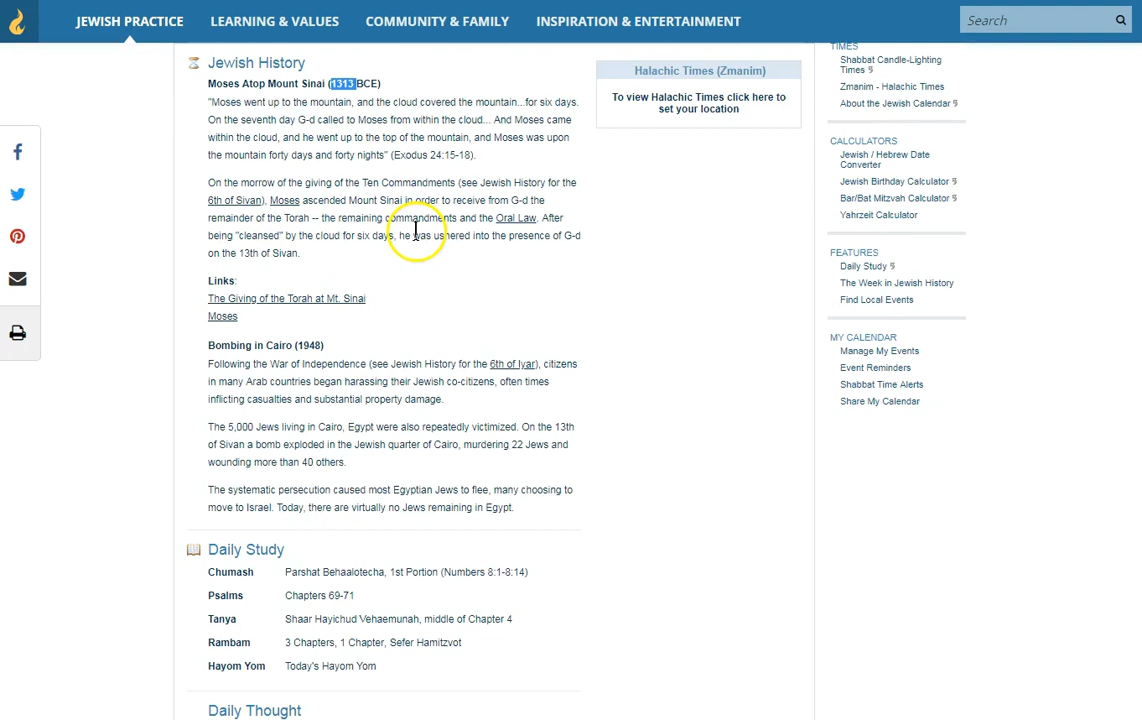 JEWISH PRACTICE LEARNING & VALUES COMMUNITY & FAMILY INSPIRATION & ENTERTAINMENT Search
Jewish History
Moses Atop Mount Sinai (1313 BCE)
"Moses went up to the mountain, and the cloud covered the mountain...for six days.
On the seventh day G-d called to Moses from within the cloud... And Moses came
within the cloud, and he went up to the top of the mountain, and Moses was upon
the mountain forty days and forty nights" (Exodus 24:15-18).
On the morrow of the giving of the Ten Commandments (see Jewish History for the
6th of Sivan), Moses ascended Mount Sinai in order to receive from G-d the
remainder of the Torah -- the remaining commandments and the Oral Law. After
being "cleansed" by the cloud for six days, he was ushered into the presence of G-d
on the 13th of Sivan.
Links:
The Giving of the Torah at Mt. Sinai
Moses
Bombing in Cairo (1948)
Following the War of Independence (see Jewish History for the 6th of Iyar), citizens
in many Arab countries began harassing their Jewish co-citizens, often times
inflicting casualties and substantial property damage.
The 5,000 Jews living in Cairo, Egypt were also repeatedly victimized. On the 13th
of Sivan a bomb exploded in the Jewish quarter of Cairo, murdering 22 Jews and
wounding more than 40 others.
The systematic persecution caused most Egyptian Jews to flee, many choosing to
move to Israel. Today, there are virtually no Jews remaining in Egypt.
Daily Study
Chumash Parshat Behaalotecha, 1st Portion (Numbers 8:1-8:14)
Psalms Chapters 69-71
Tanya Shaar Hayichud Vehaemunah, middle of Chapter 4
Rambam 3 Chapters, 1 Chapter, Sefer Hamitzvot
Hayom Yom Today's Hayom Yom
Daily Thought
Halachic Times (Zmanim)
To view Halachic Times click here to
set your location
TIMES
Shabbat Candle-Lighting
Times
Zmanim - Halachic Times
About the Jewish Calendar
CALCULATORS
Jewish / Hebrew Date
Converter
Jewish Birthday Calculator
Bar/Bat Mitzvah Calculator
Yahrzeit Calculator
FEATURES
Daily Study
The Week in Jewish History
Find Local Events
MY CALENDAR
Manage My Events
Event Reminders
Shabbat Time Alerts
Share My Calendar